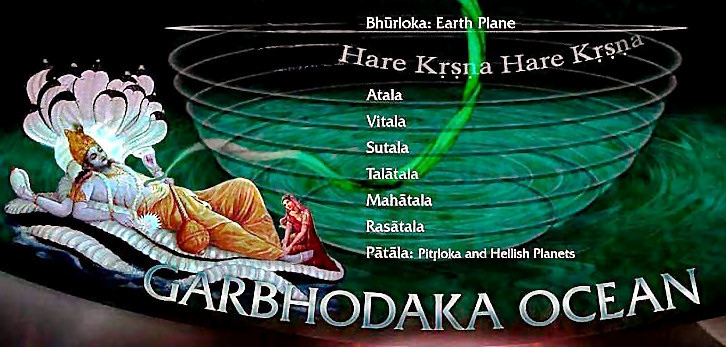 Bhūrloka: Earth Plane
Hare Kṛṣṇa Hare Kṛṣṇa
Atala
Vitala
Sutala
Talātala
Mahātala
Rasātala
Pātāla: Pitṛloka and Hellish Planets
GARBHODAKA OCEAN